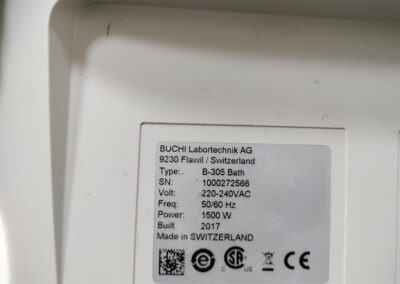 BUCHI Labortechnik AG
9230 Flawil / Switzerland
Type: B-305 Bath
SN: 1000272566
Volt: 220-240VAC
Freq: 50/60 Hz
Power: 1500 W
Built 2017
Made in SWITZERLAND
C US
CE